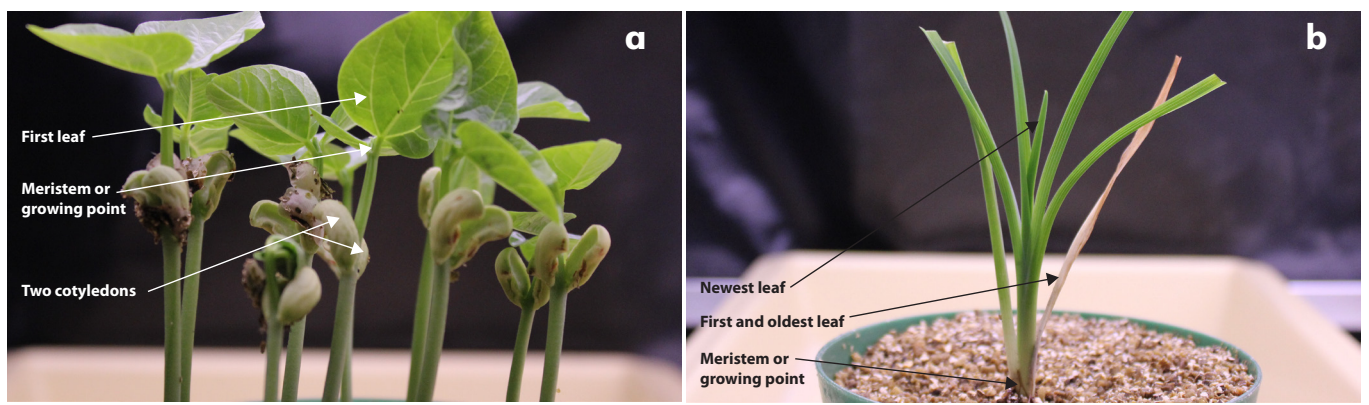 a
First leaf
Meristem or
growing point
Two cotyledons
b
Newest leaf
First and oldest leaf
Meristem or
growing point